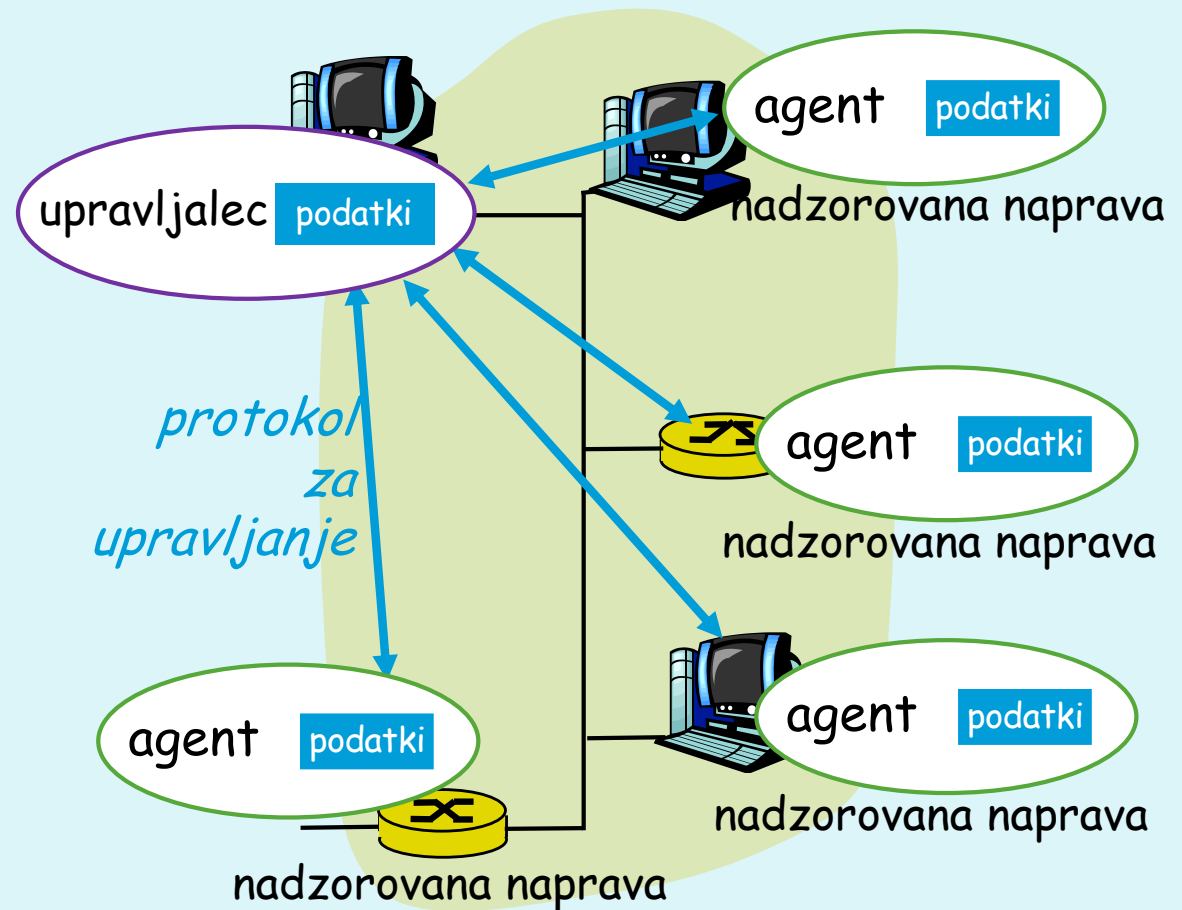 agent podatki
nadzorovana naprava
upravljalec podatki
protokol
za
upravljanje
agent podatki
nadzorovana naprava
agent podatki
nadzorovana naprava
agent podatki
nadzorovana naprava